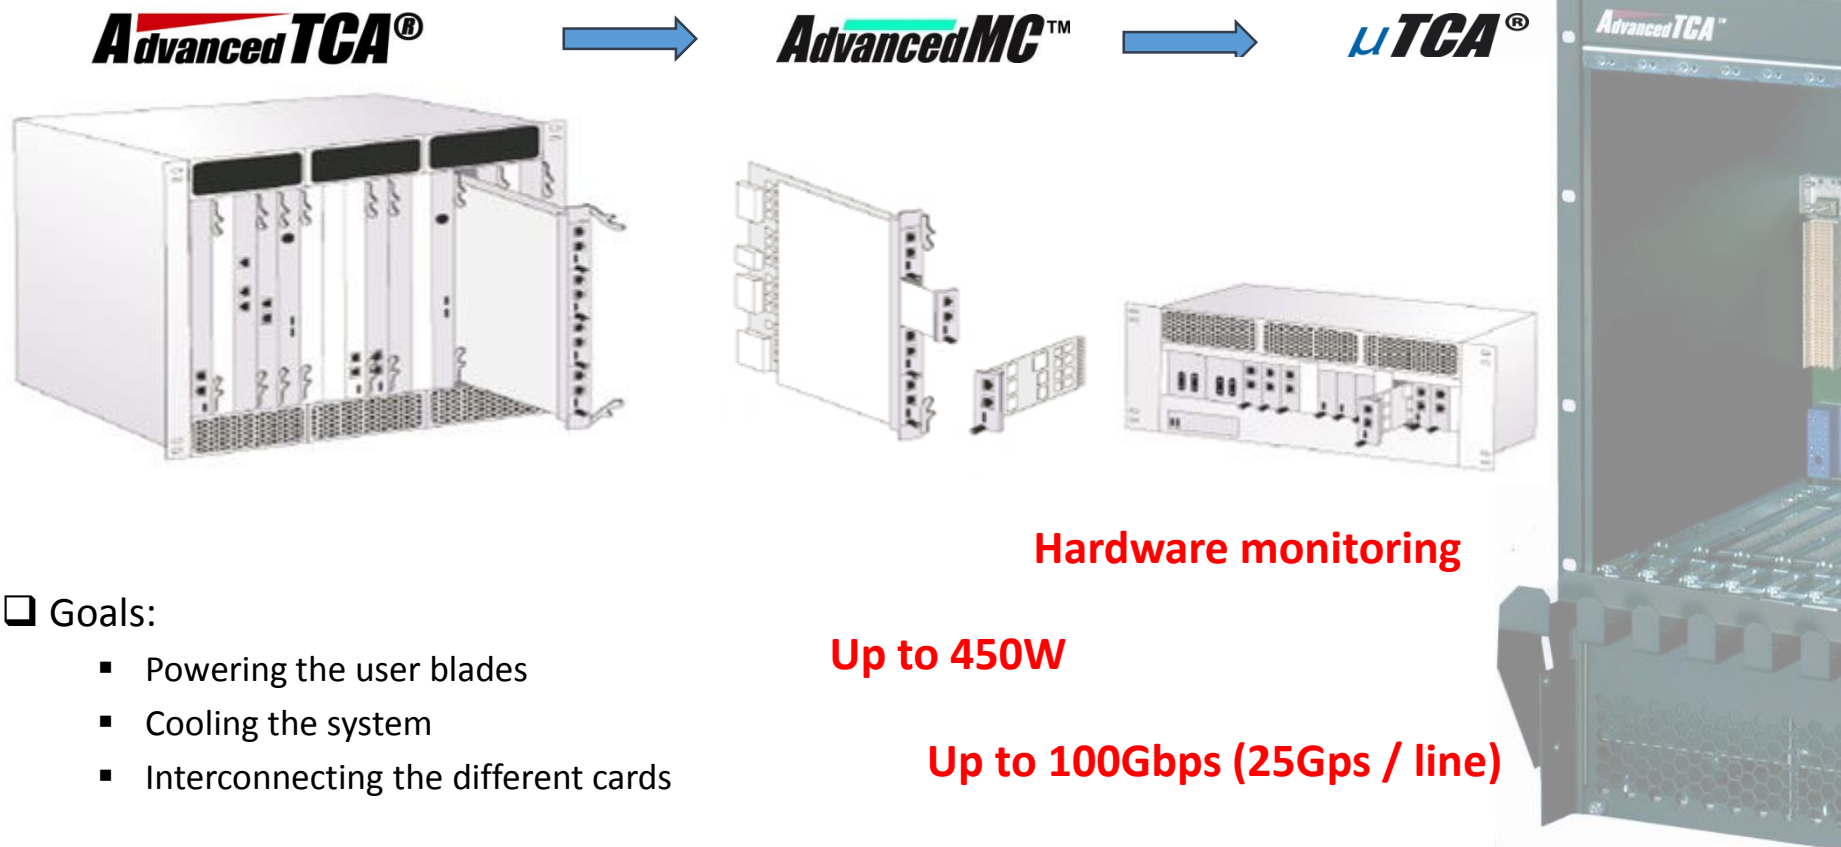 AdvancedTCA®
AdvancedMC™
µTCA®
AdvancedTCA™
Hardware monitoring
Goals:
Up to 450W
Powering the user blades
Cooling the system
Up to 100Gbps (25Gps / line)
Interconnecting the different cards